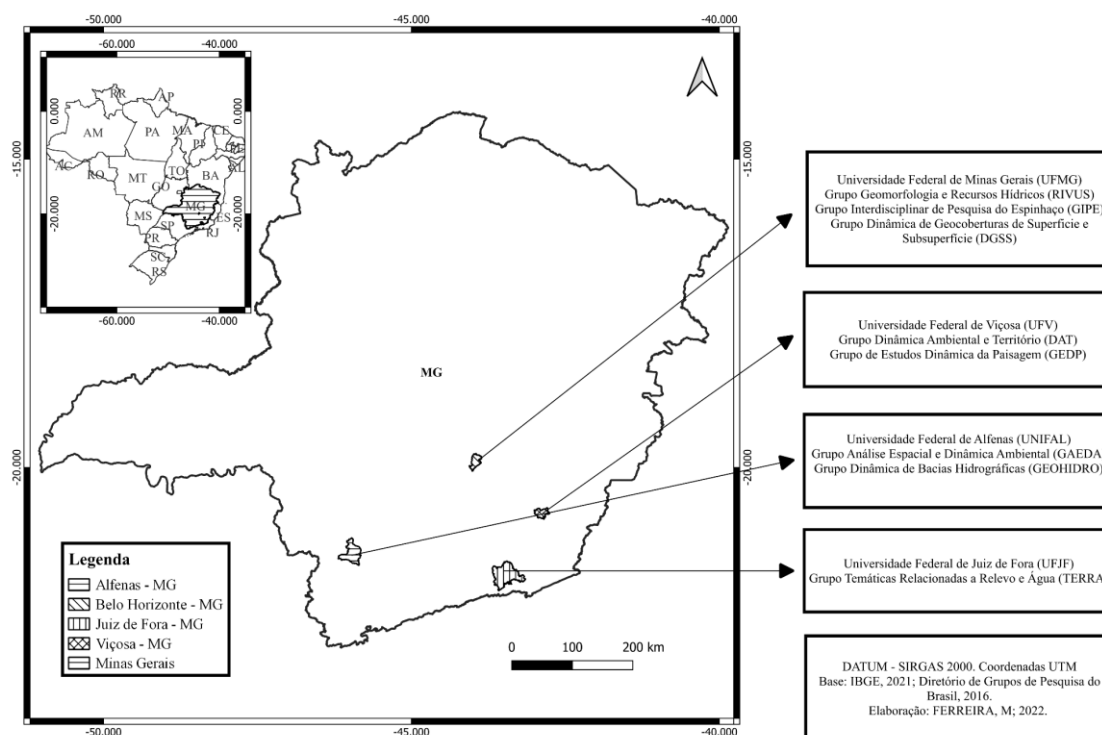 -50.000
-45.000
-40.000
-60.000
-40.000
0.000
-20.000
0.000
-20.000
-60.000
-40.000
RR
AP
AM
PA
MA
CE
AC
RO
TO
MT
BA
GO
MG
MS
ES
SP
RJ
PR
SC
RS
-15.000
-20.000
-15.000
-20.000
MG
Universidade Federal de Minas Gerais (UFMG)
Grupo Geomorfologia e Recursos Hídricos (RIVUS)
Grupo Interdisciplinar de Pesquisa do Espinhaço (GIPE)
Grupo Dinâmica de Geocoberturas de Superfície e
Subsuperfície (DGSS)
Universidade Federal de Viçosa (UFV)
Grupo Dinâmica Ambiental e Território (DAT)
Grupo de Estudos Dinâmica da Paisagem (GEDP)
Universidade Federal de Alfenas (UNIFAL)
Grupo Análise Espacial e Dinâmica Ambiental (GAEDA)
Grupo Dinâmica de Bacias Hidrográficas (GEOHIDRO)
Universidade Federal de Juiz de Fora (UFJF)
Grupo Temáticas Relacionadas a Relevo e Água (TERRA
DATUM - SIRGAS 2000. Coordenadas UTM
Base: IBGE, 2021; Diretório de Grupos de Pesquisa do
Brasil, 2016.
Elaboração: FERREIRA, M; 2022.
Legenda
Alfenas - MG
Belo Horizonte - MG
Juiz de Fora - MG
Viçosa - MG
Minas Gerais
0 100 200 km
-50.000
-45.000
-40.000